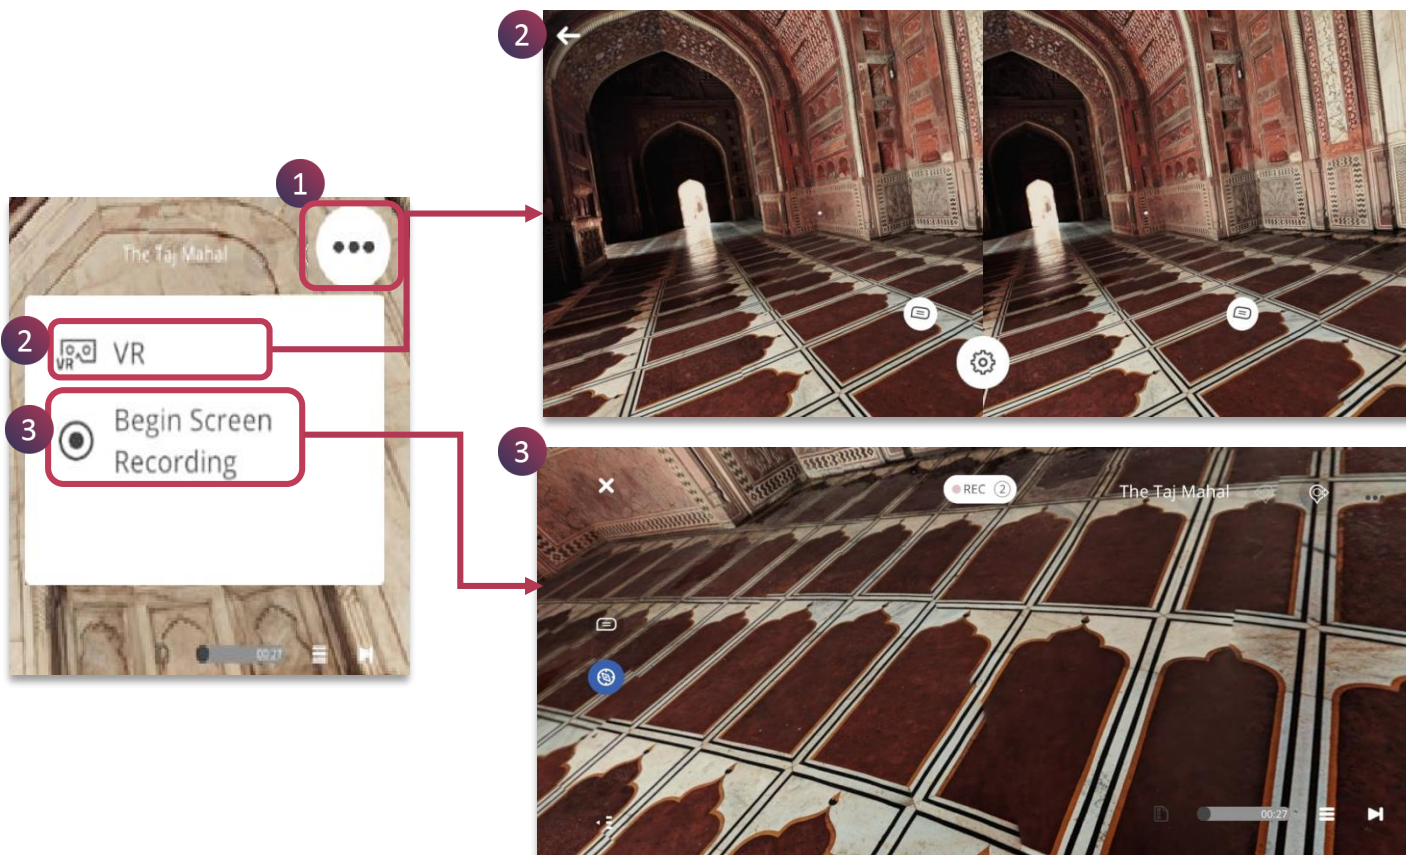 1
The Taj Mahal
2
VR
VR
3
Begin Screen
Recording
00:27
2
3
REC 2
The Taj Mahal
00:27